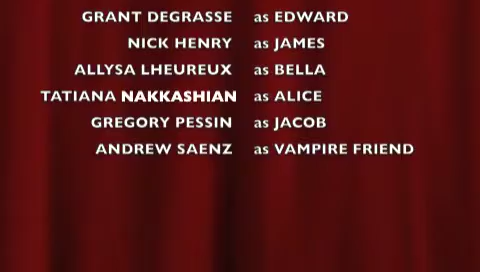 GRANT DEGRASSE as EDWARD
NICK HENRY as JAMES
ALLYSA LHEUREUX as BELLA
TATIANA NAKKASHIAN as ALICE
GREGORY PESSIN as JACOB
ANDREW SAENZ as VAMPIRE FRIEND